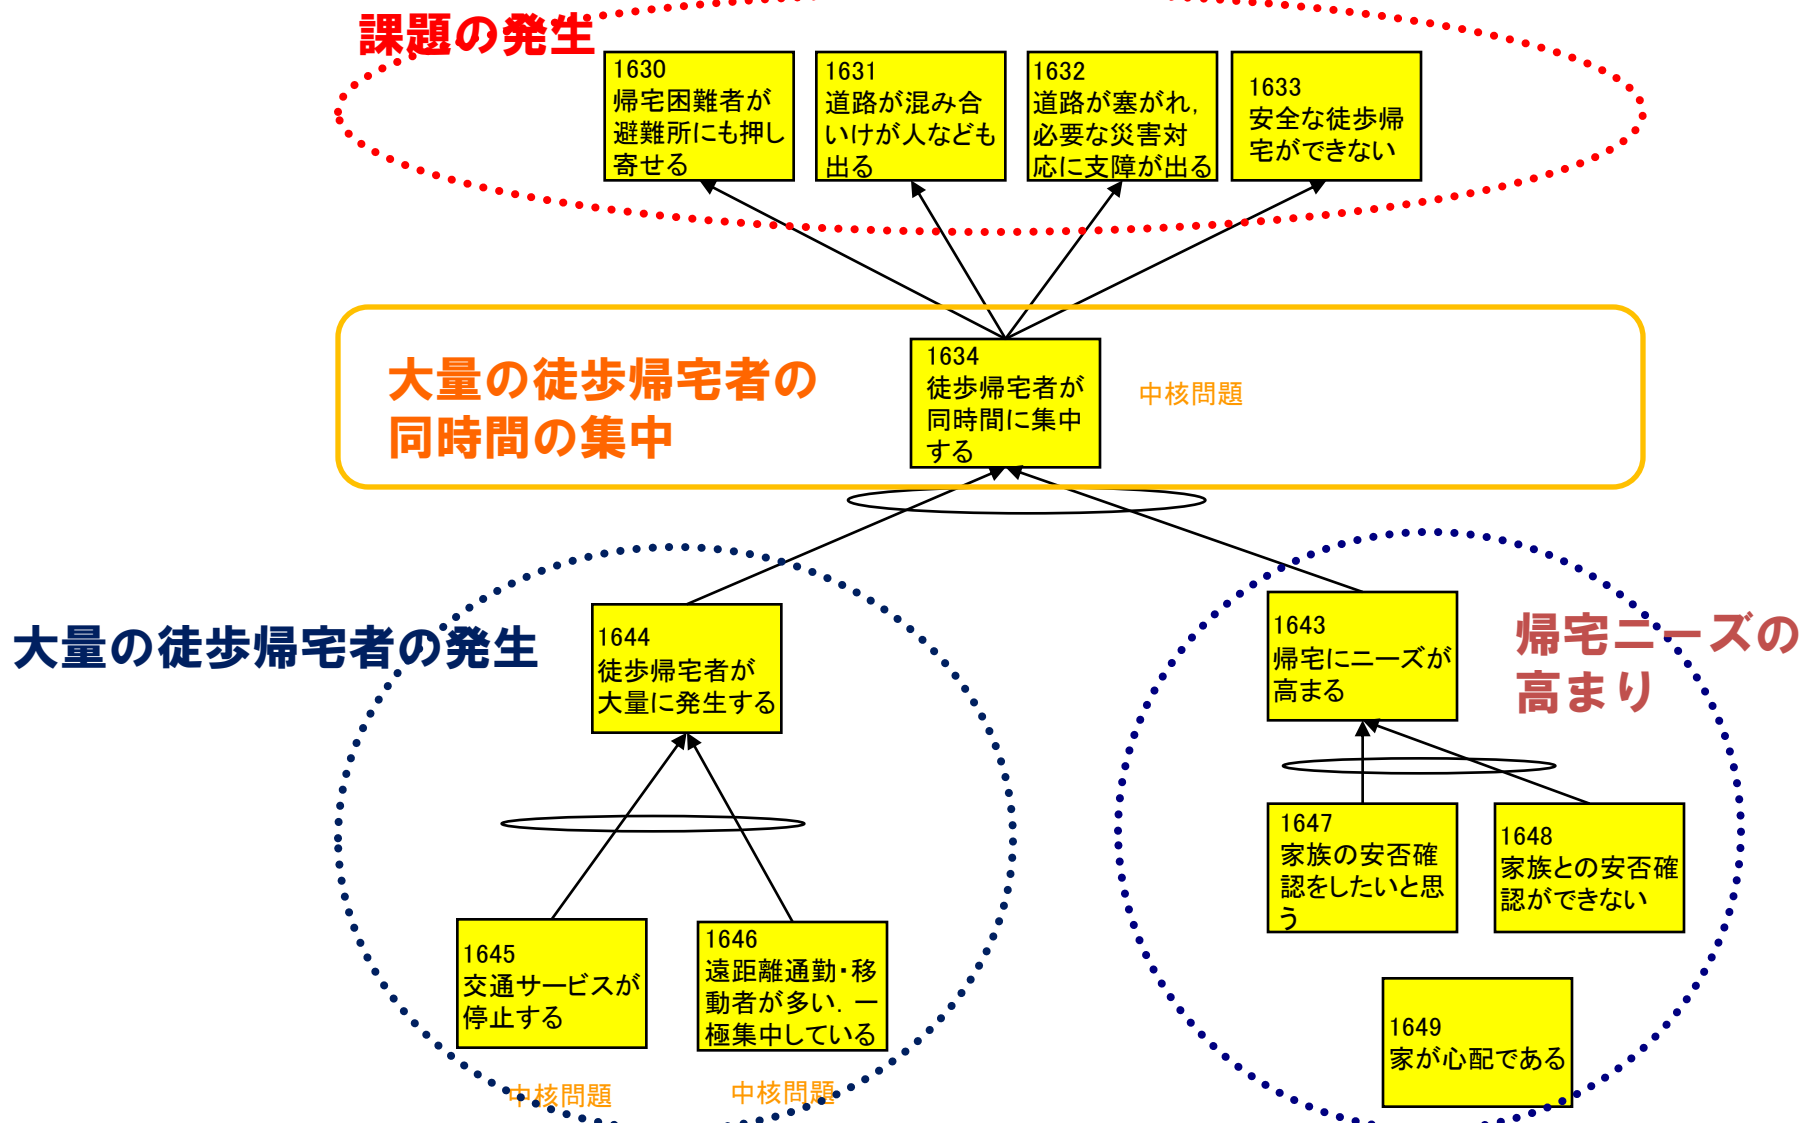 課題の発生
1630
帰宅困難者が
避難所にも押し
寄せる
1631
道路が混み合
いけが人なども
出る
1632
道路が塞がれ,
必要な災害対
応に支障が出る
1633
安全な徒歩帰
宅ができない
大量の徒歩帰宅者の
同時間の集中
1634
徒歩帰宅者が
同時間に集中
する
中核問題
大量の徒歩帰宅者の発生
1644
徒歩帰宅者が
大量に発生する
1643
帰宅にニーズが
高まる
帰宅ニーズの
高まり
1645
交通サービスが
停止する
1646
遠距離通勤・移
動者が多い. 一
極集中している
1647
家族の安否確
認をしたいと思
う
1648
家族との安否確
認ができない
1649
家が心配である
中核問題
中核問題